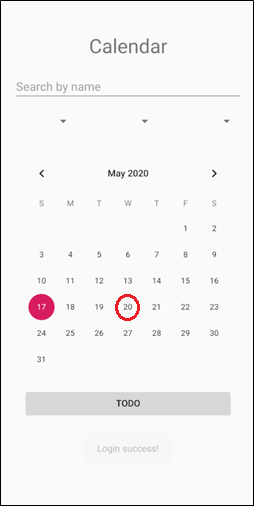 Calendar
Search by name
May 2020
S M T W T F S
1 2
3 4 5 6 7 8 9
10 11 12 13 14 15 16
17 18 19 20 21 22 23
24 25 26 27 28 29 30
31
TODO
Login success!